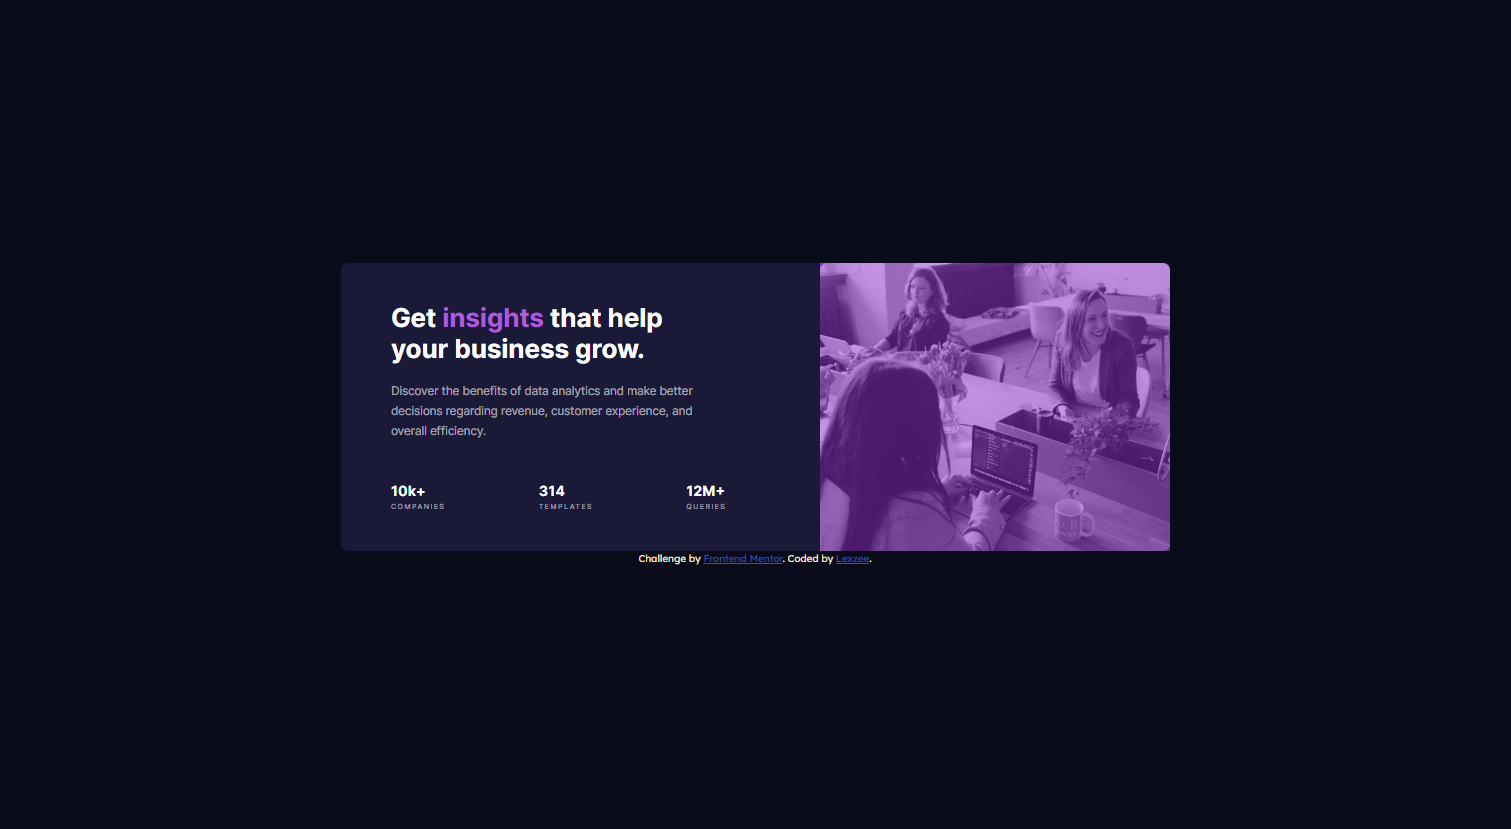 Get insights that help
your business grow.
Discover the benefits of data analytics and make better
decisions regarding revenue, customer experience, and
overall efficiency.
10k+ 314 12M+
COMPANIES TEMPLATES QUERIES
Challenge by Frontend Mentor. Coded by Lexzee.